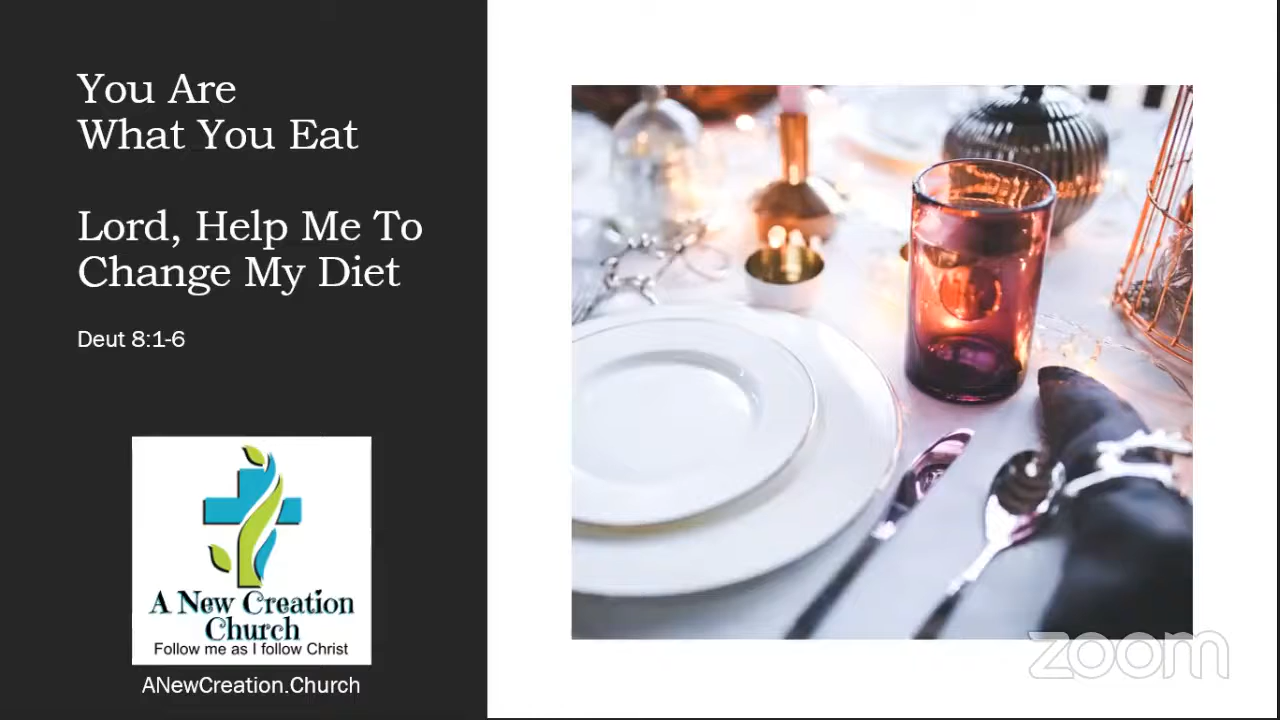 You Are
What You Eat
Lord, Help Me To
Change My Diet
Deut 8:1-6
A New Creation
Church
Follow me as I follow Christ
ANewCreation.Church
zoom